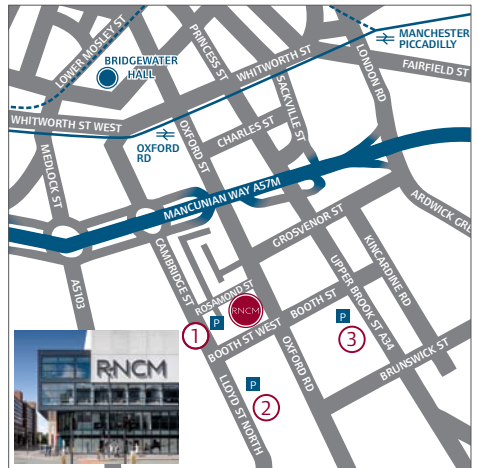 LOWER MOSLEY ST
PRINCESS ST
MANCHESTER
PICCADILLY
BRIDGEWATER
HALL
WHITWORTH ST
LONDON RD
FAIRFIELD ST
SACKVILLE ST
WHITWORTH ST WEST
OXFORD
RD
OXFORD ST
CHARLES ST
MEDLOCK ST
MANCUNIAN WAY A57M
ARDWICK GRE
GROSVENOR ST
CAMBRIDGE ST
KINCARDINE RD
A5103
ROSAMOND ST
UPPER BROOK ST A34
RNCM
BOOTH ST
P
1
P
3
BOOTH ST WEST
OXFORD RD
BRUNSWICK ST
RNCM
LLOYD ST NORTH
P
2